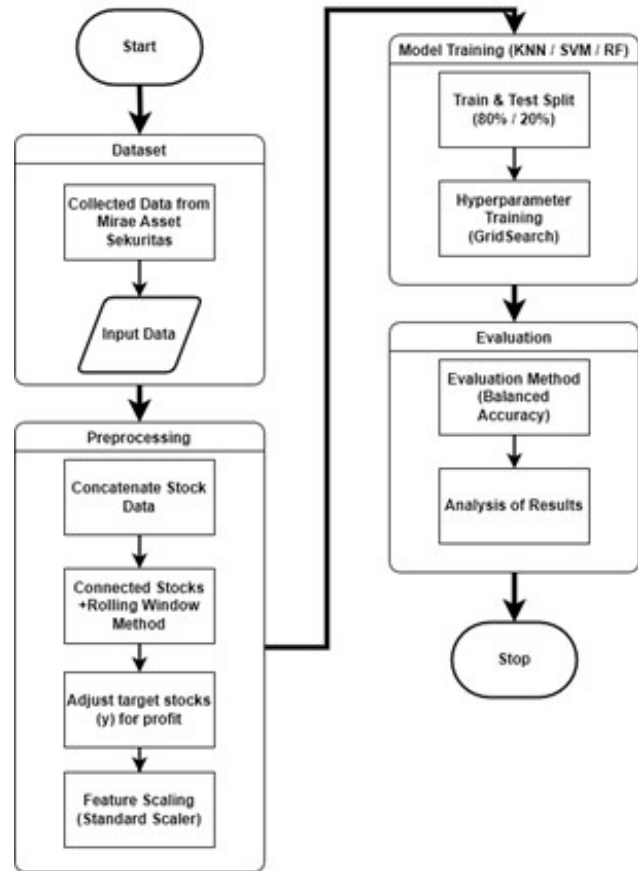 Start
Dataset
Collected Data from
Mirae Asset
Sekuritas
Input Data
Preprocessing
Concatenate Stock
Data
Connected Stocks
+Rolling Window
Method
Adjust target stocks
(y) for profit
Feature Scaling
(Standard Scaler)
Model Training (KNN / SVM / RF)
Train & Test Split
(80% / 20%)
Hyperparameter
Training
(GridSearch)
Evaluation
Evaluation Method
(Balanced
Accuracy)
Analysis of Results
Stop